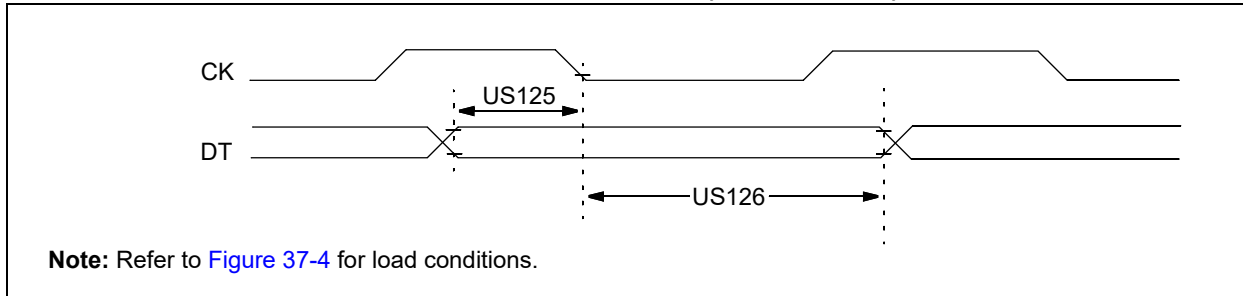 CK
US125
DT
US126
Note: Refer to Figure 37-4 for load conditions.